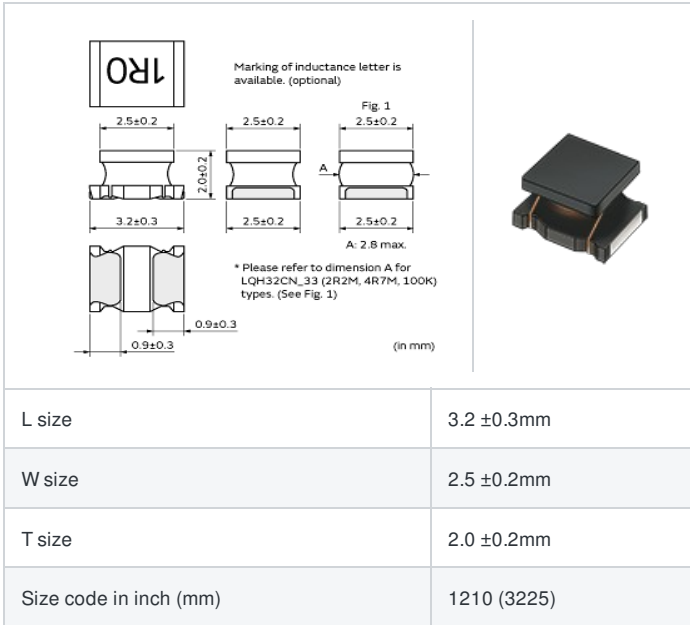 1R0
Marking of inductance letter is
available. (optional)
Fig. 1
2.5±0.2
2.5±0.2
2.5±0.2
2.0±0.2
A
3.2±0.3
2.5±0.2
2.5±0.2
A: 2.8 max.
* Please refer to dimension A for
LQH32CN_33 (2R2M, 4R7M, 100K)
types. (See Fig. 1)
0.9±0.3
0.9±0.3
(in mm)
L size 3.2 ±0.3mm
W size 2.5 ±0.2mm
T size 2.0 ±0.2mm
Size code in inch (mm) 1210 (3225)